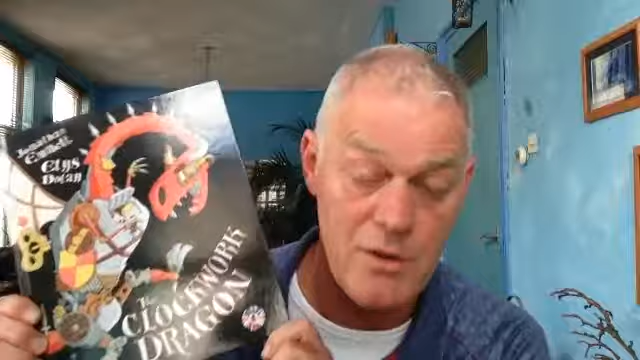 Jonathan
Emmett
Elys
Dolan
The
CLOCKWORK
DRAGON